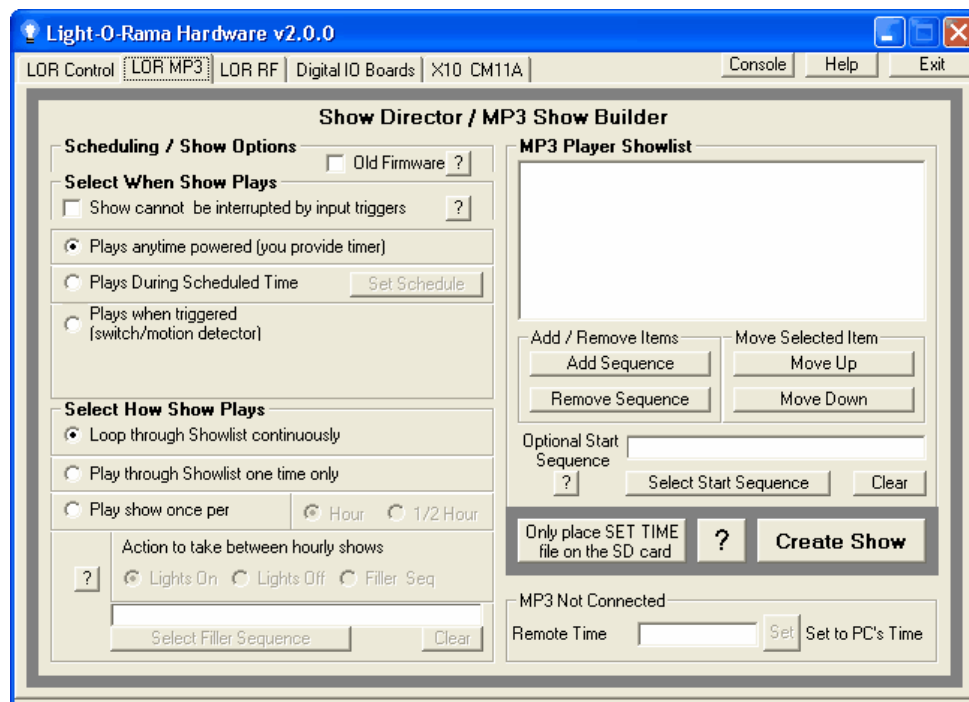 Light-O-Rama Hardware v2.0.0
LOR Control LOR MP3 LOR RF Digital IO Boards X10 CM11A Console Help Exit
Show Director / MP3 Show Builder
Scheduling / Show Options
Old Firmware ?
Select When Show Plays
Show cannot be interrupted by input triggers ?
Plays anytime powered (you provide timer)
Plays During Scheduled Time Set Schedule
Plays when triggered
(switch/motion detector)
Select How Show Plays
Loop through Showlist continuously
Play through Showlist one time only
Play show once per Hour 1/2 Hour
Action to take between hourly shows
? Lights On Lights Off Filler Seq
Select Filler Sequence Clear
MP3 Player Showlist
Add / Remove Items Move Selected Item
Add Sequence Move Up
Remove Sequence Move Down
Optional Start
Sequence
? Select Start Sequence Clear
Only place SET TIME
file on the SD card
? Create Show
MP3 Not Connected
Remote Time Set Set to PC's Time